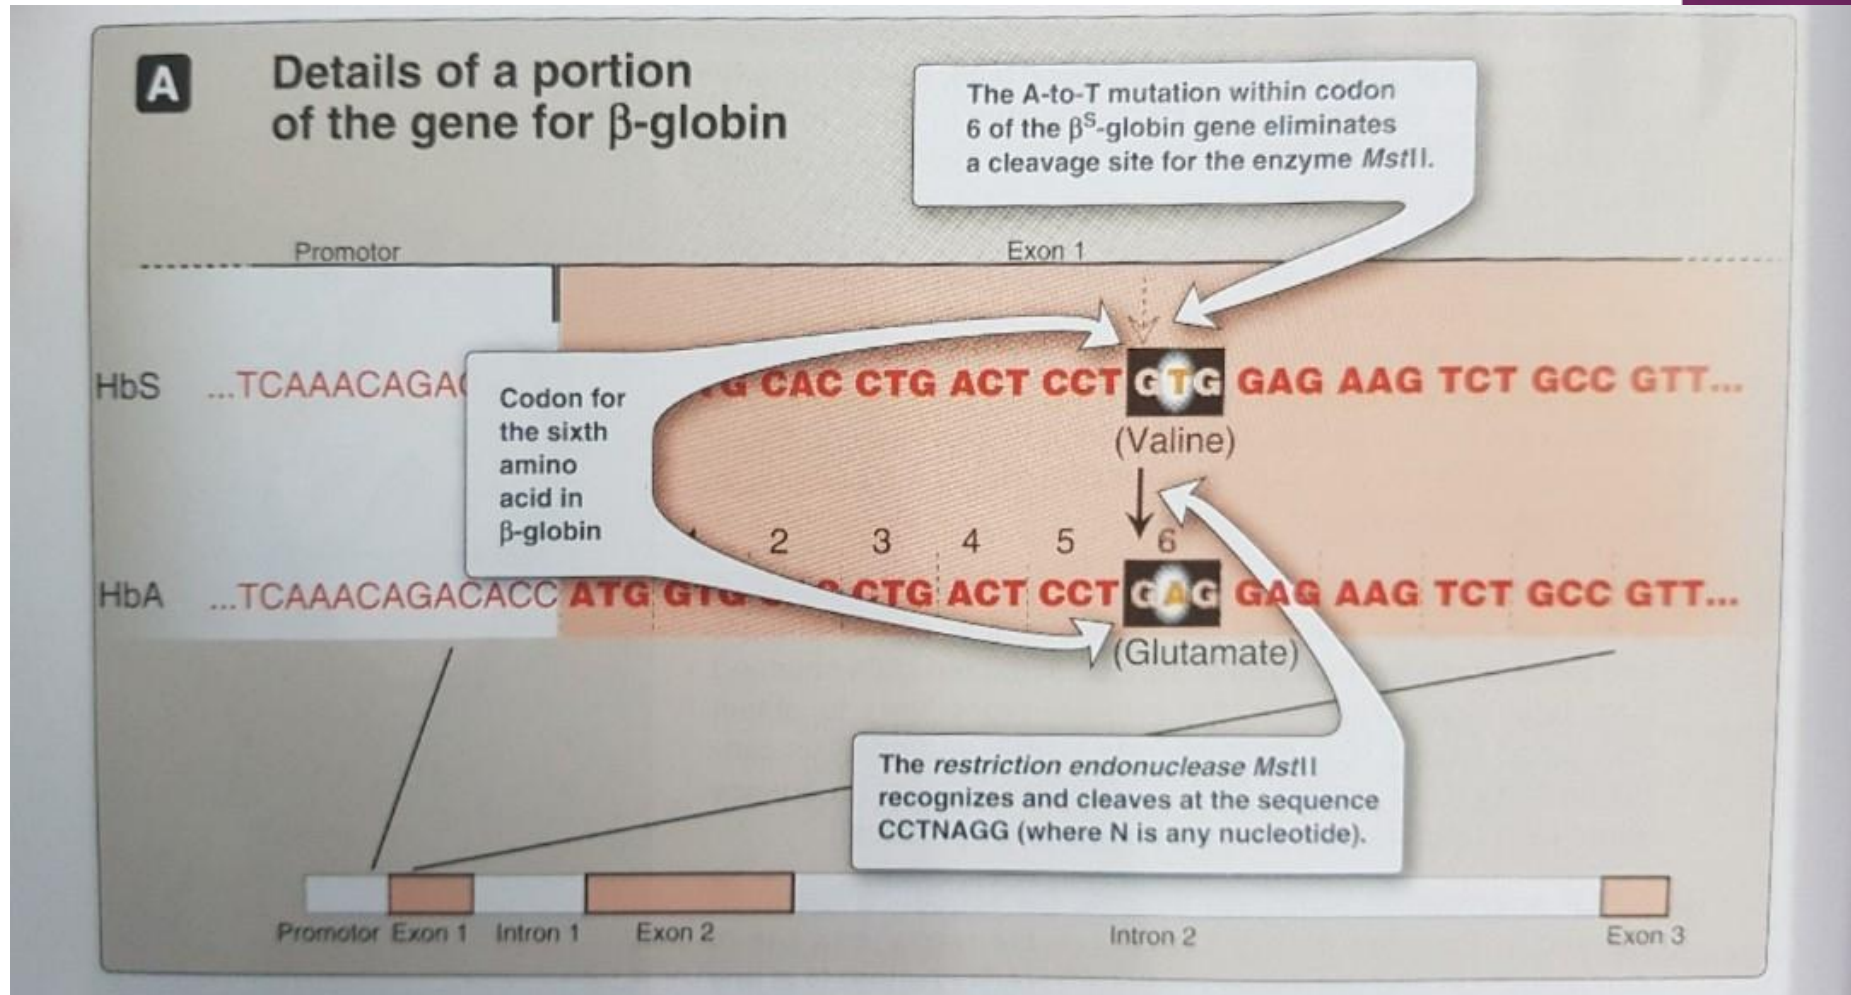 A
Details of a portion
of the gene for β-globin
The A-to-T mutation within codon
6 of the βS-globin gene eliminates
a cleavage site for the enzyme MstII.
Promotor
Exon 1
HbS ...TCAAACAGAC G CAC CTG ACT CCT GTG GAG AAG TCT GCC GTT...
(Valine)
Codon for
the sixth
amino
acid in
β-globin
2 3 4 5 6
HbA ...TCAAACAGACACC ATG GTG CTG ACT CCT GAG GAG AAG TCT GCC GTT...
(Glutamate)
The restriction endonuclease MstII
recognizes and cleaves at the sequence
CCTNAGG (where N is any nucleotide).
Promotor Exon 1 Intron 1 Exon 2 Intron 2 Exon 3